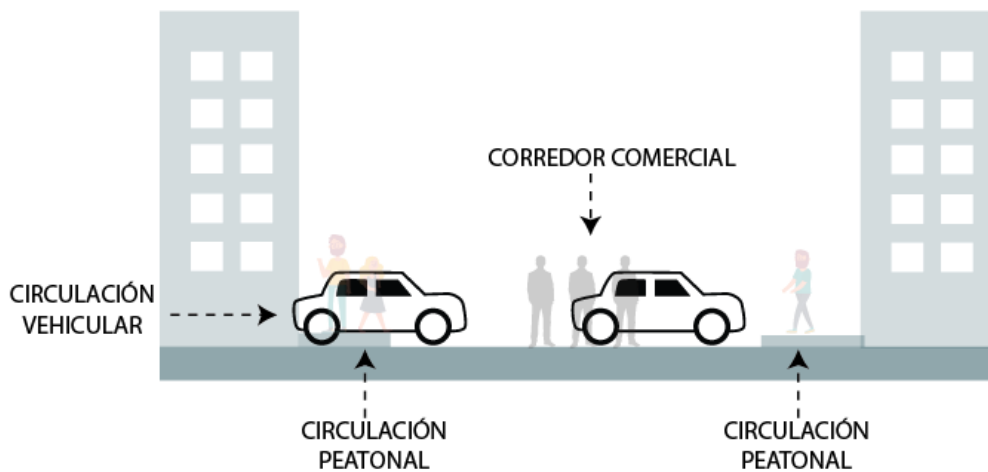 CORREDOR COMERCIAL
CIRCULACIÓN
VEHICULAR
CIRCULACIÓN
PEATONAL
CIRCULACIÓN
PEATONAL